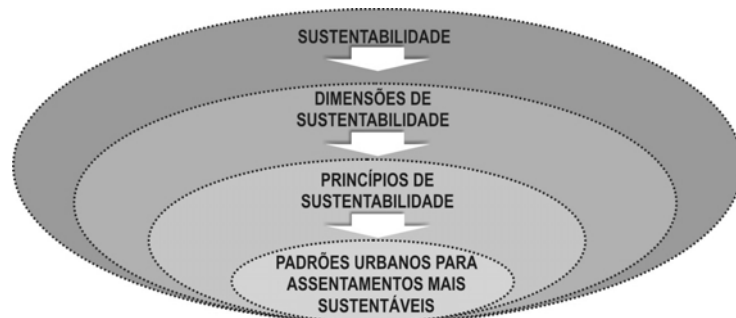 SUSTENTABILIDADE
DIMENSÕES DE
SUSTENTABILIDADE
PRINCÍPIOS DE
SUSTENTABILIDADE
PADRÕES URBANOS PARA
ASSENTAMENTOS MAIS
SUSTENTÁVEIS